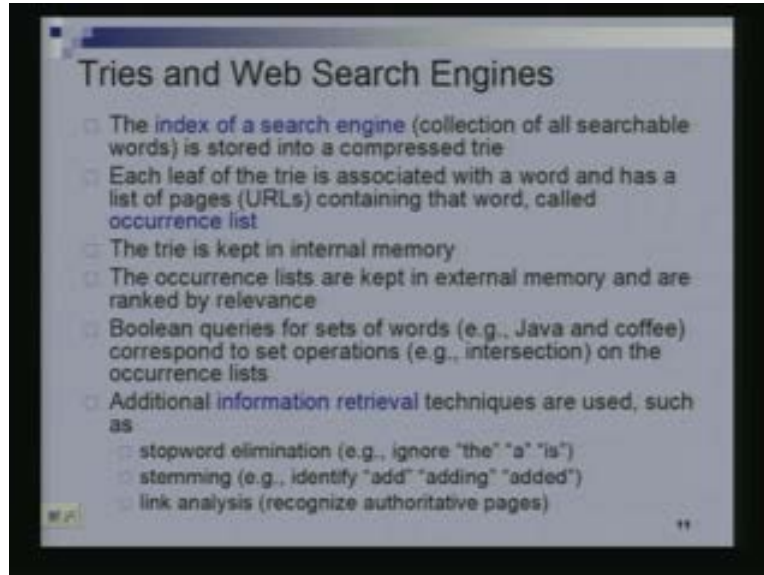 Tries and Web Search Engines
The index of a search engine (collection of all searchable
words) is stored into a compressed trie
Each leaf of the trie is associated with a word and has a
list of pages (URLs) containing that word, called
occurrence list
The trie is kept in internal memory
The occurrence lists are kept in external memory and are
ranked by relevance
Boolean queries for sets of words (e.g., Java and coffee)
correspond to set operations (e.g., intersection) on the
occurrence lists
Additional information retrieval techniques are used, such
as
stopword elimination (e.g., ignore "the" "a" "is")
stemming (e.g., identify "add" "adding" "added")
link analysis (recognize authoritative pages)
11